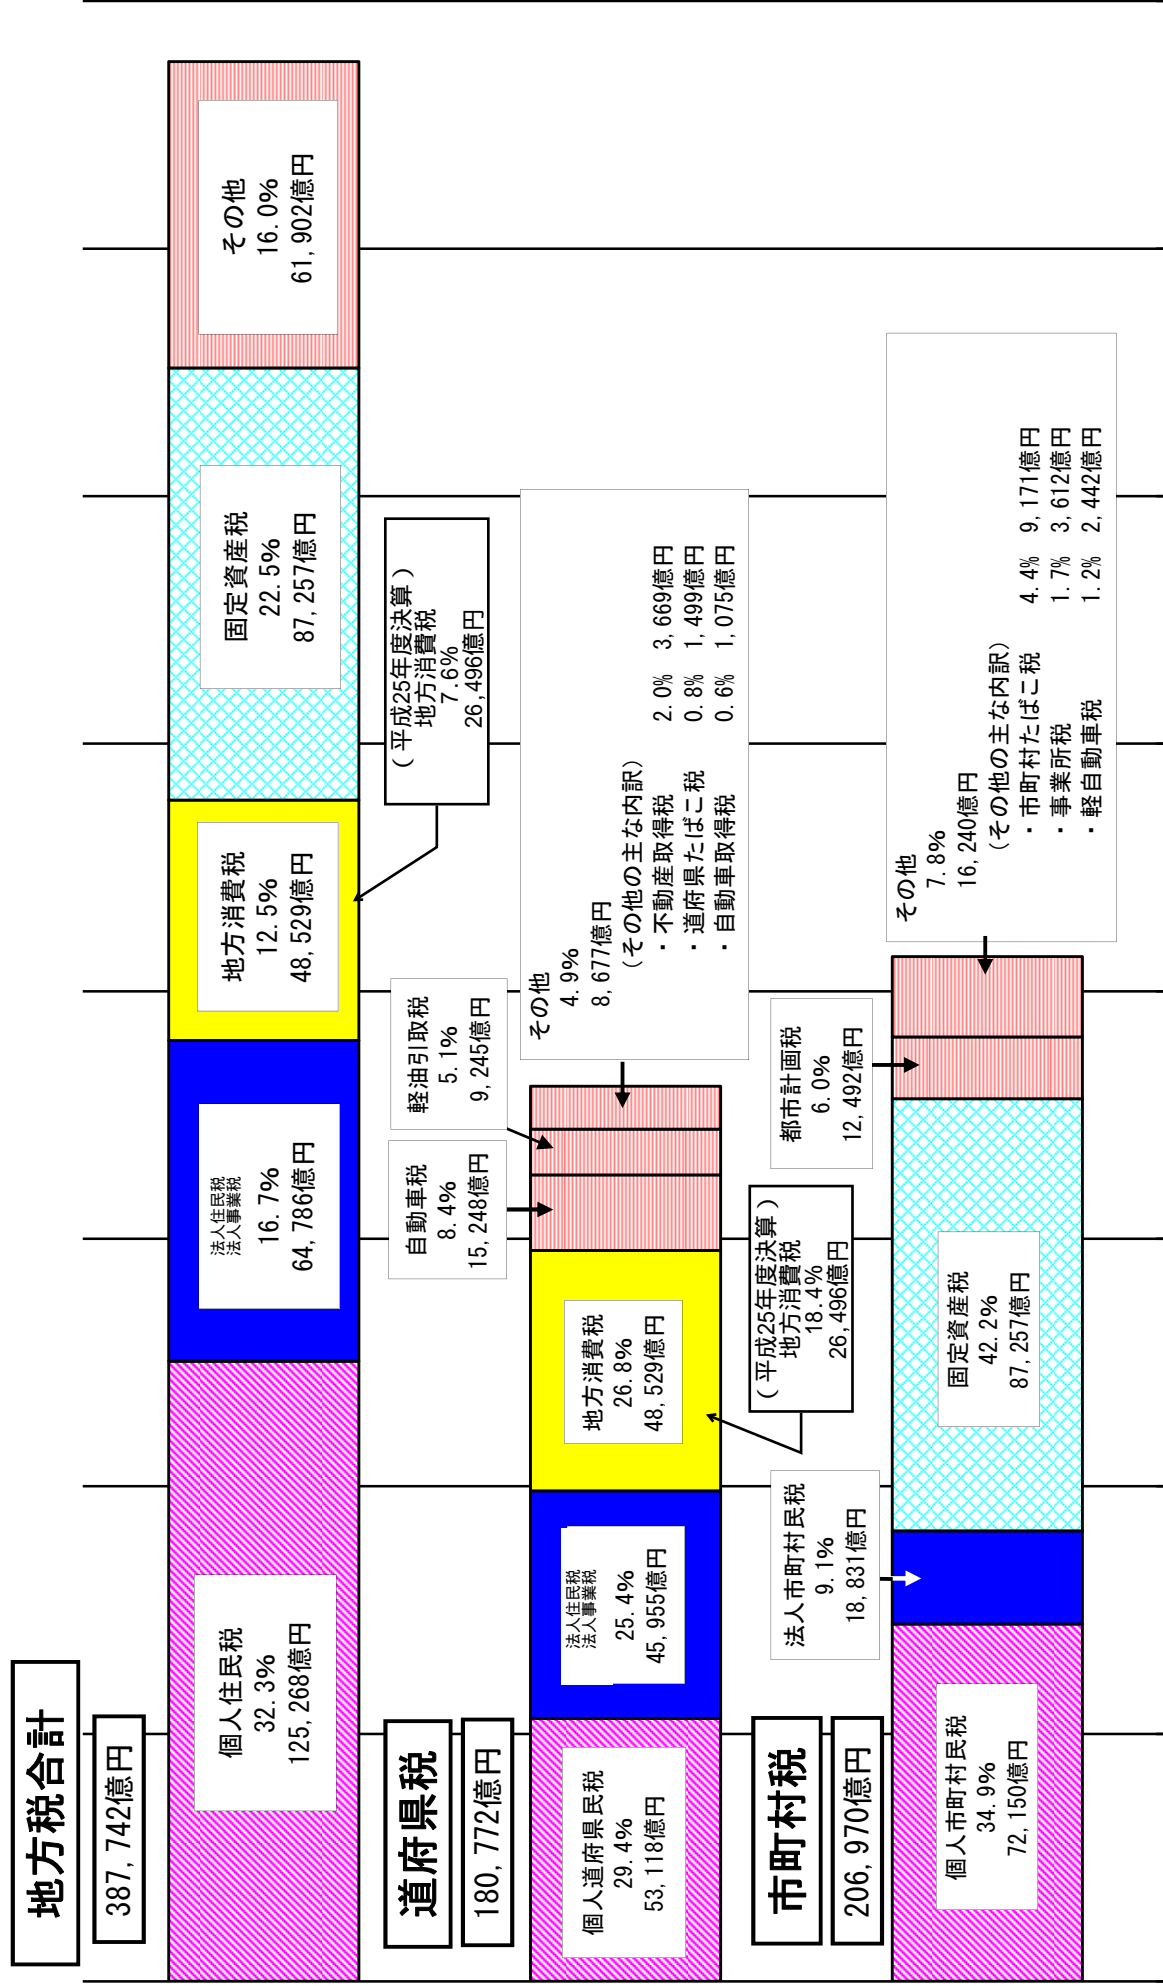 地方税合計
387,742億円
個人住民税
32.3%
125,268億円
法人住民税
法人事業税
16.7%
64,786億円
地方消費税
12.5%
48,529億円
固定資産税
22.5%
87,257億円
その他
16.0%
61,902億円
(平成25年度決算)
地方消費税
7.6%
26,496億円
道府県税
180,772億円
個人道府県民税
29.4%
53,118億円
法人住民税
法人事業税
25.4%
45,955億円
地方消費税
26.8%
48,529億円
自動車税
8.4%
15,248億円
軽油引取税
5.1%
9,245億円
その他
4.9%
8,677億円
(その他の主な内訳)
・不動産取得税 2.0% 3,669億円
・道府県たばこ税 0.8% 1,499億円
・自動車取得税 0.6% 1,075億円
(平成25年度決算)
地方消費税
18.4%
26,496億円
市町村税
206,970億円
個人市町村民税
34.9%
72,150億円
法人市町村民税
9.1%
18,831億円
固定資産税
42.2%
87,257億円
都市計画税
6.0%
12,492億円
その他
7.8%
16,240億円
(その他の主な内訳)
・市町村たばこ税 4.4% 9,171億円
・事業所税 1.7% 3,612億円
・軽自動車税 1.2% 2,442億円